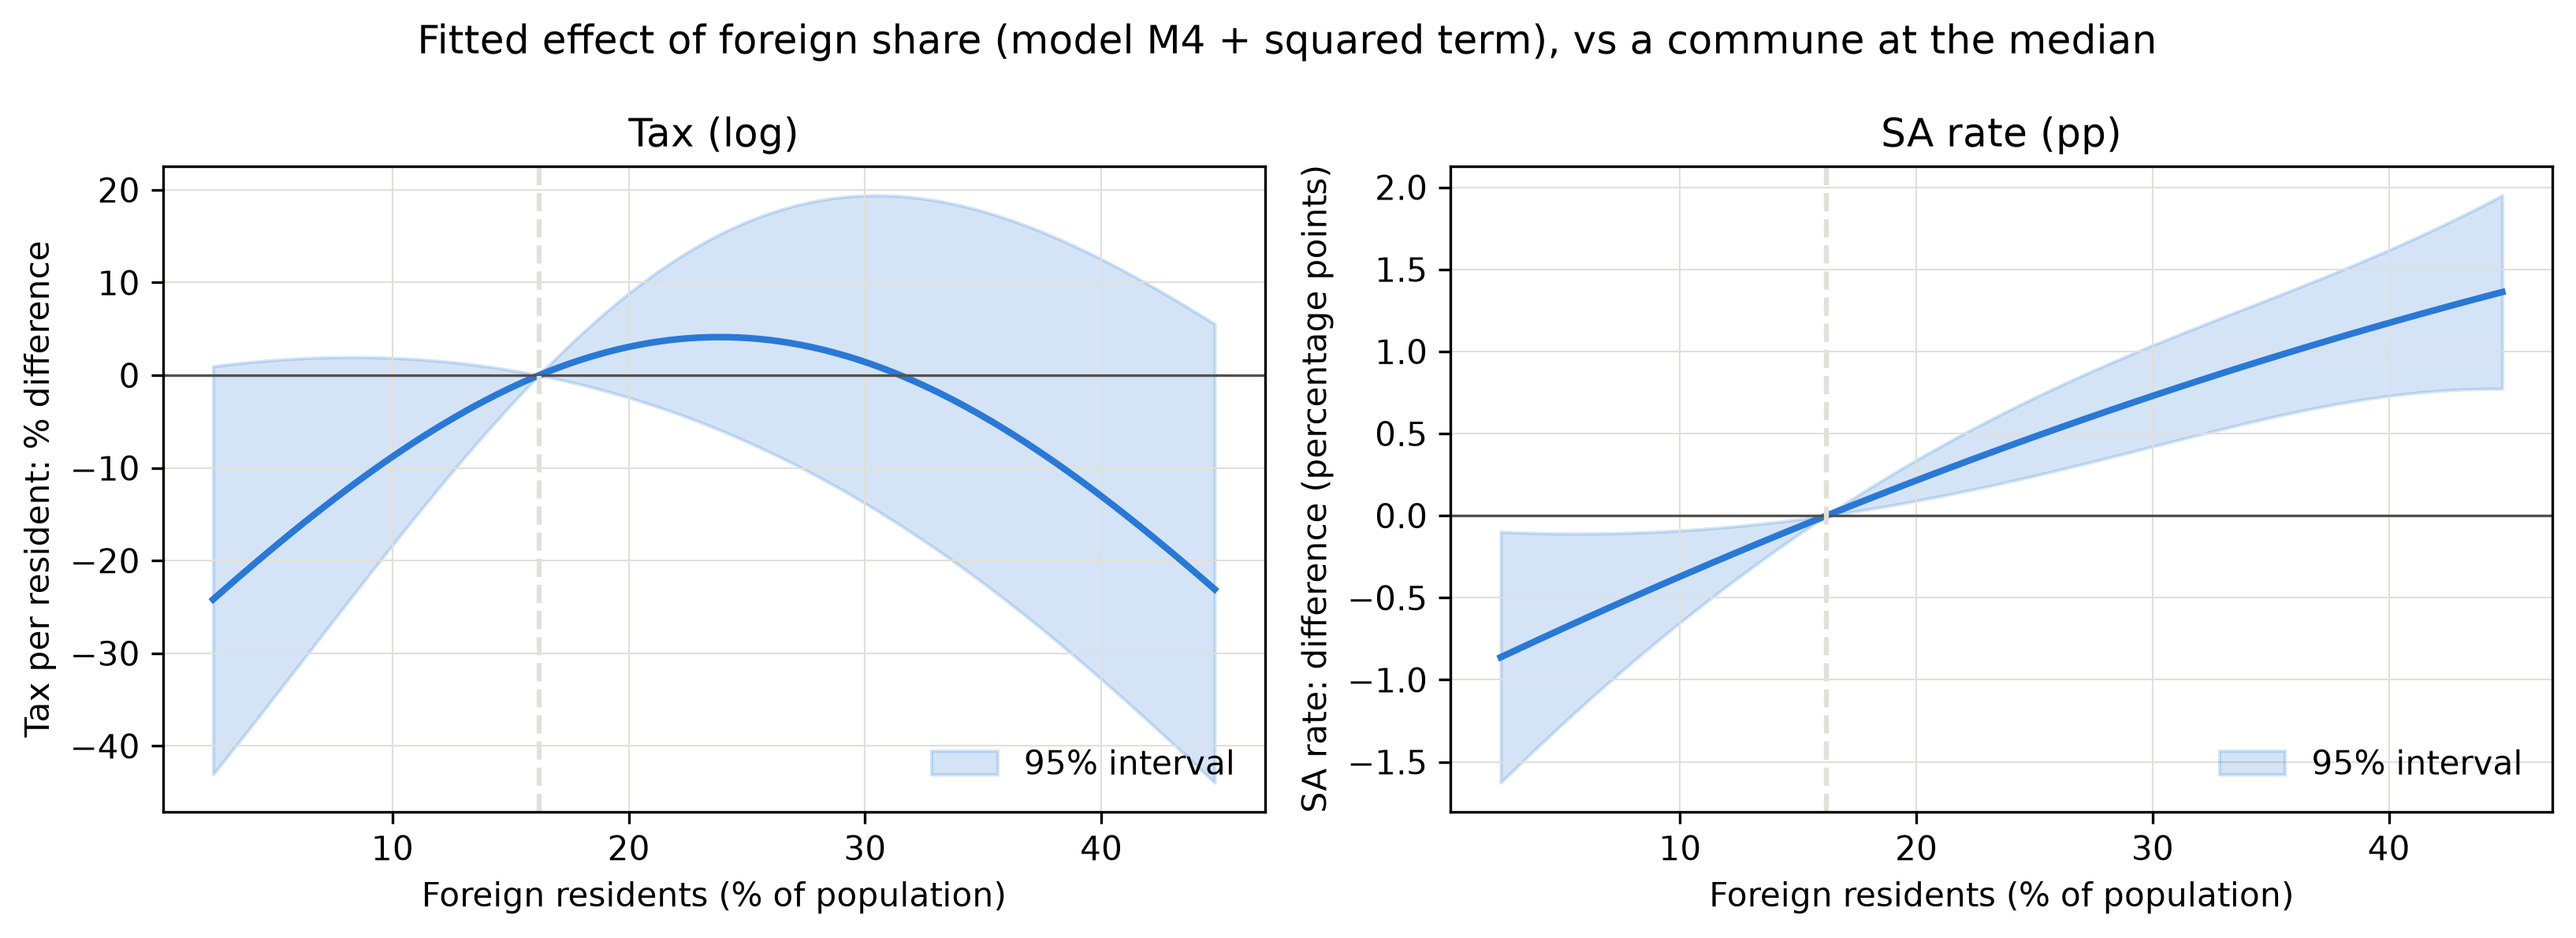 Fitted effect of foreign share (model M4 + squared term), vs a commune at the median
Tax (log)
Tax per resident: % difference
20
10
0
−10
−20
−30
−40
95% interval
10 20 30 40
Foreign residents (% of population)
SA rate (pp)
SA rate: difference (percentage points)
2.0
1.5
1.0
0.5
0.0
−0.5
−1.0
−1.5
95% interval
10 20 30 40
Foreign residents (% of population)